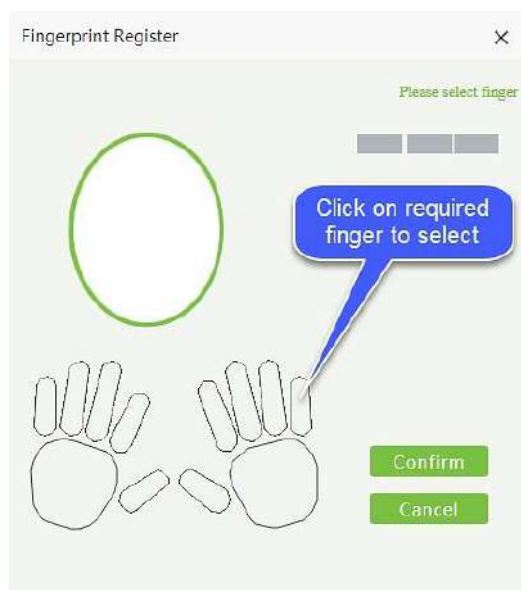 Fingerprint Register
Please select finger
Click on required
finger to select
Confirm
Cancel